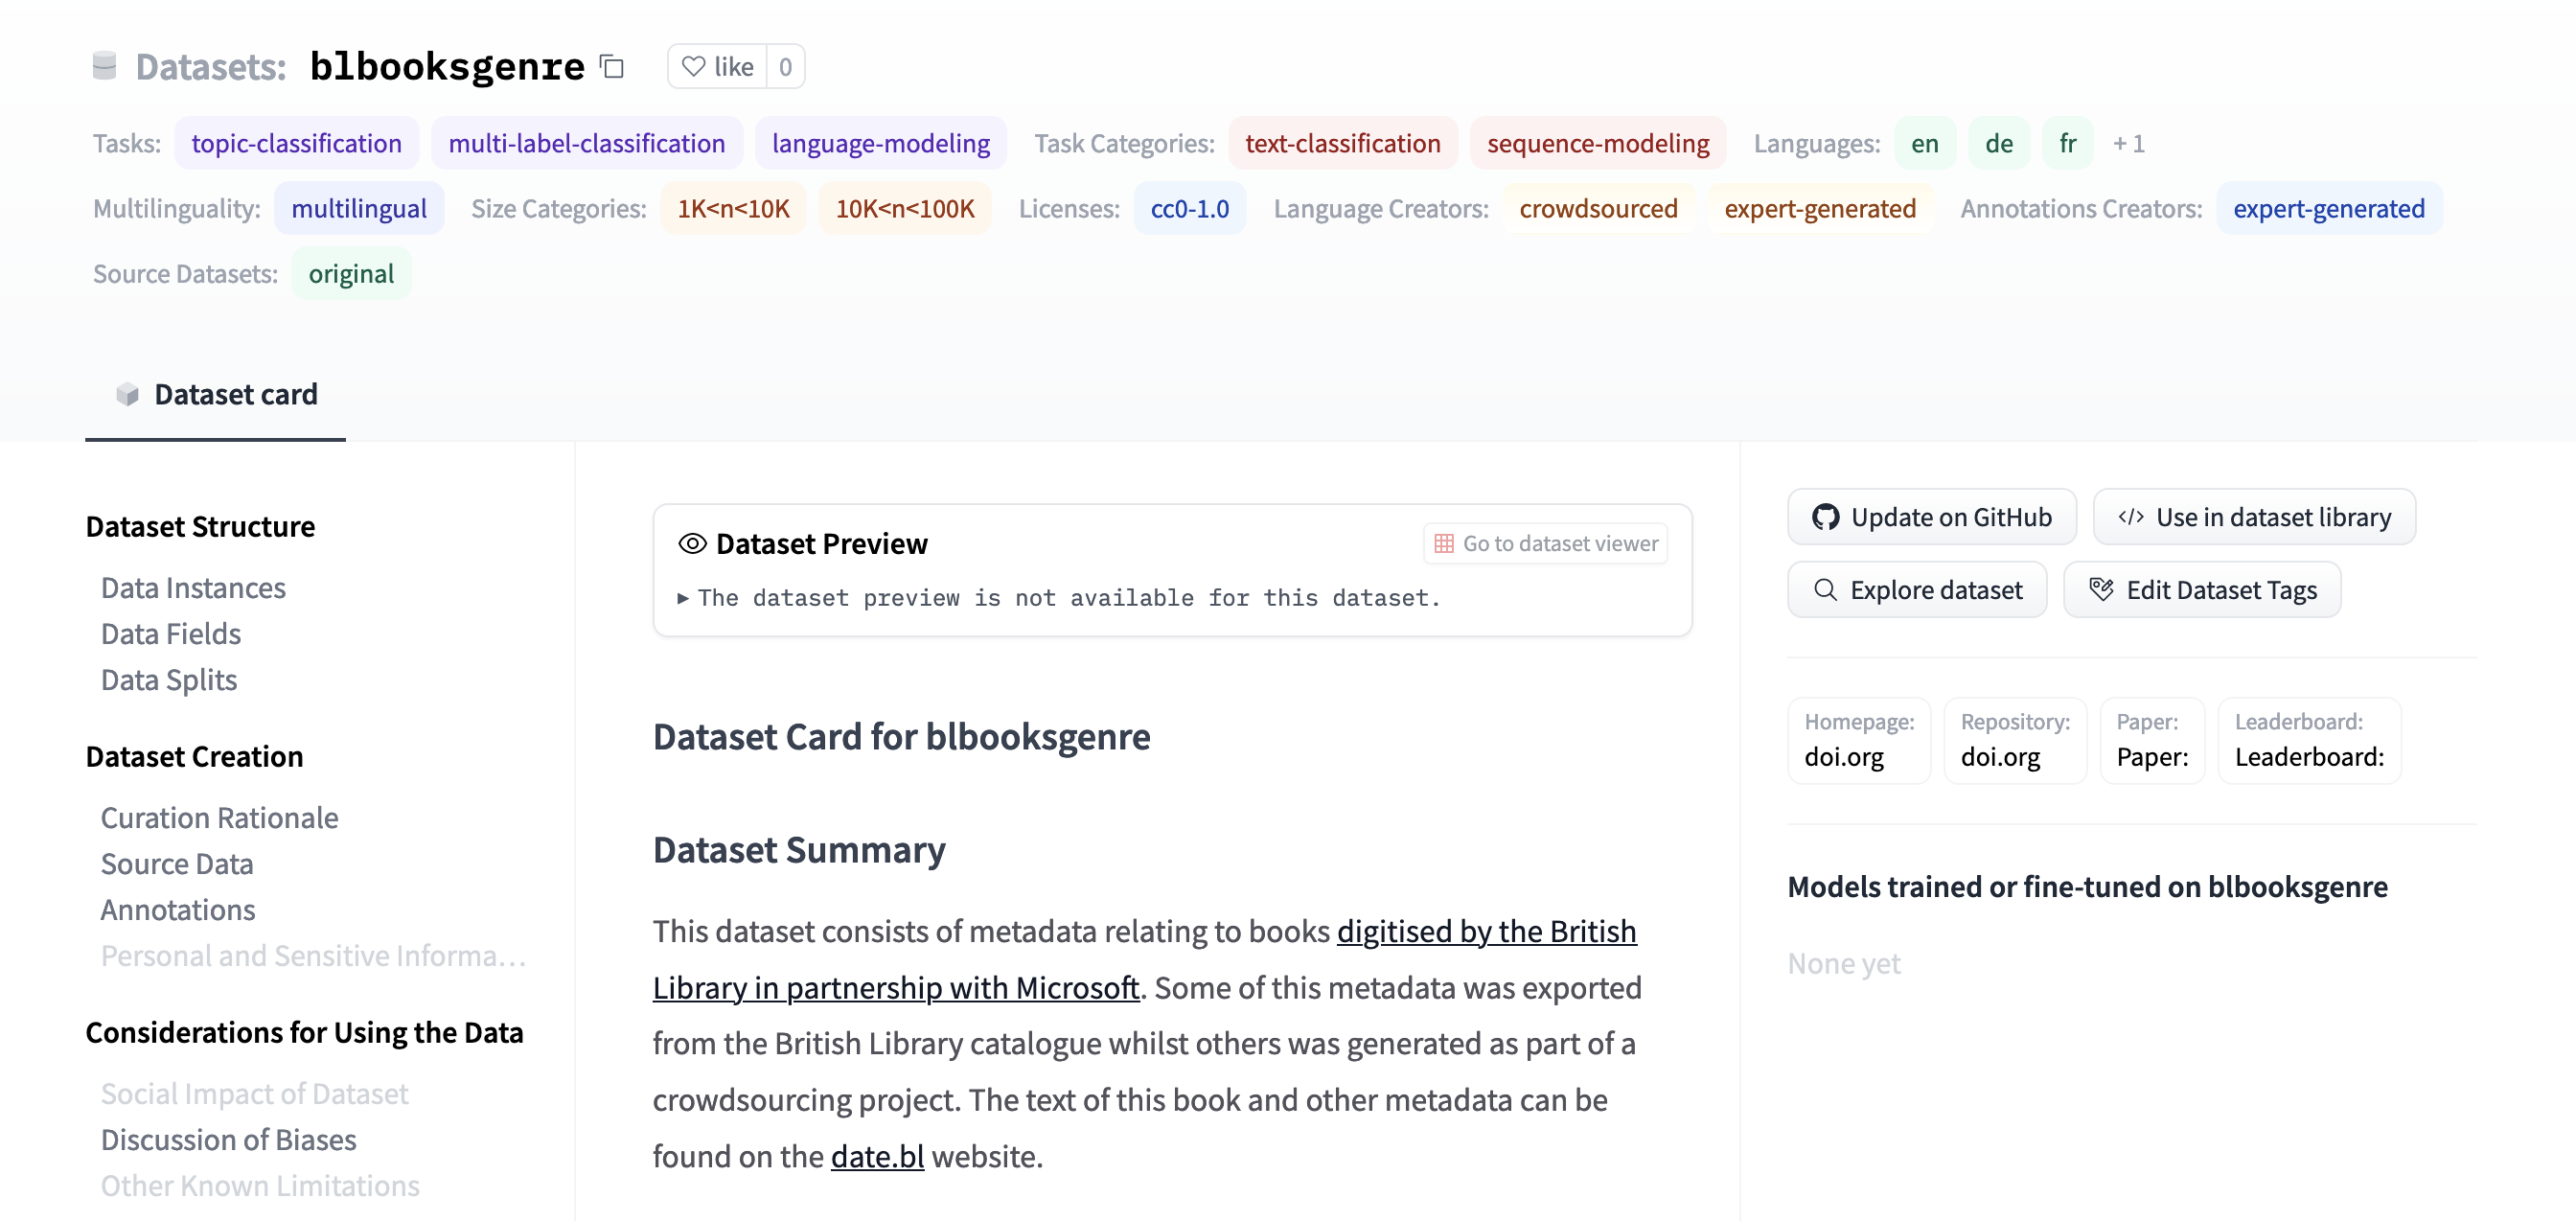 Datasets: blbooksgenre like 0
Tasks: topic-classification multi-label-classification language-modeling Task Categories: text-classification sequence-modeling Languages: en de fr + 1
Multilinguality: multilingual Size Categories: 1K<n<10K 10K<n<100K Licenses: cc0-1.0 Language Creators: crowdsourced expert-generated Annotations Creators: expert-generated
Source Datasets: original
Dataset card
Dataset Structure
Data Instances
Data Fields
Data Splits
Dataset Creation
Curation Rationale
Source Data
Annotations
Personal and Sensitive Informa…
Considerations for Using the Data
Social Impact of Dataset
Discussion of Biases
Other Known Limitations
Dataset Preview Go to dataset viewer
The dataset preview is not available for this dataset.
Dataset Card for blbooksgenre
Dataset Summary
This dataset consists of metadata relating to books digitised by the British
Library in partnership with Microsoft. Some of this metadata was exported
from the British Library catalogue whilst others was generated as part of a
crowdsourcing project. The text of this book and other metadata can be
found on the date.bl website.
Update on GitHub </> Use in dataset library
Explore dataset Edit Dataset Tags
Homepage: Repository: Paper: Leaderboard:
doi.org doi.org Paper: Leaderboard:
Models trained or fine-tuned on blbooksgenre
None yet